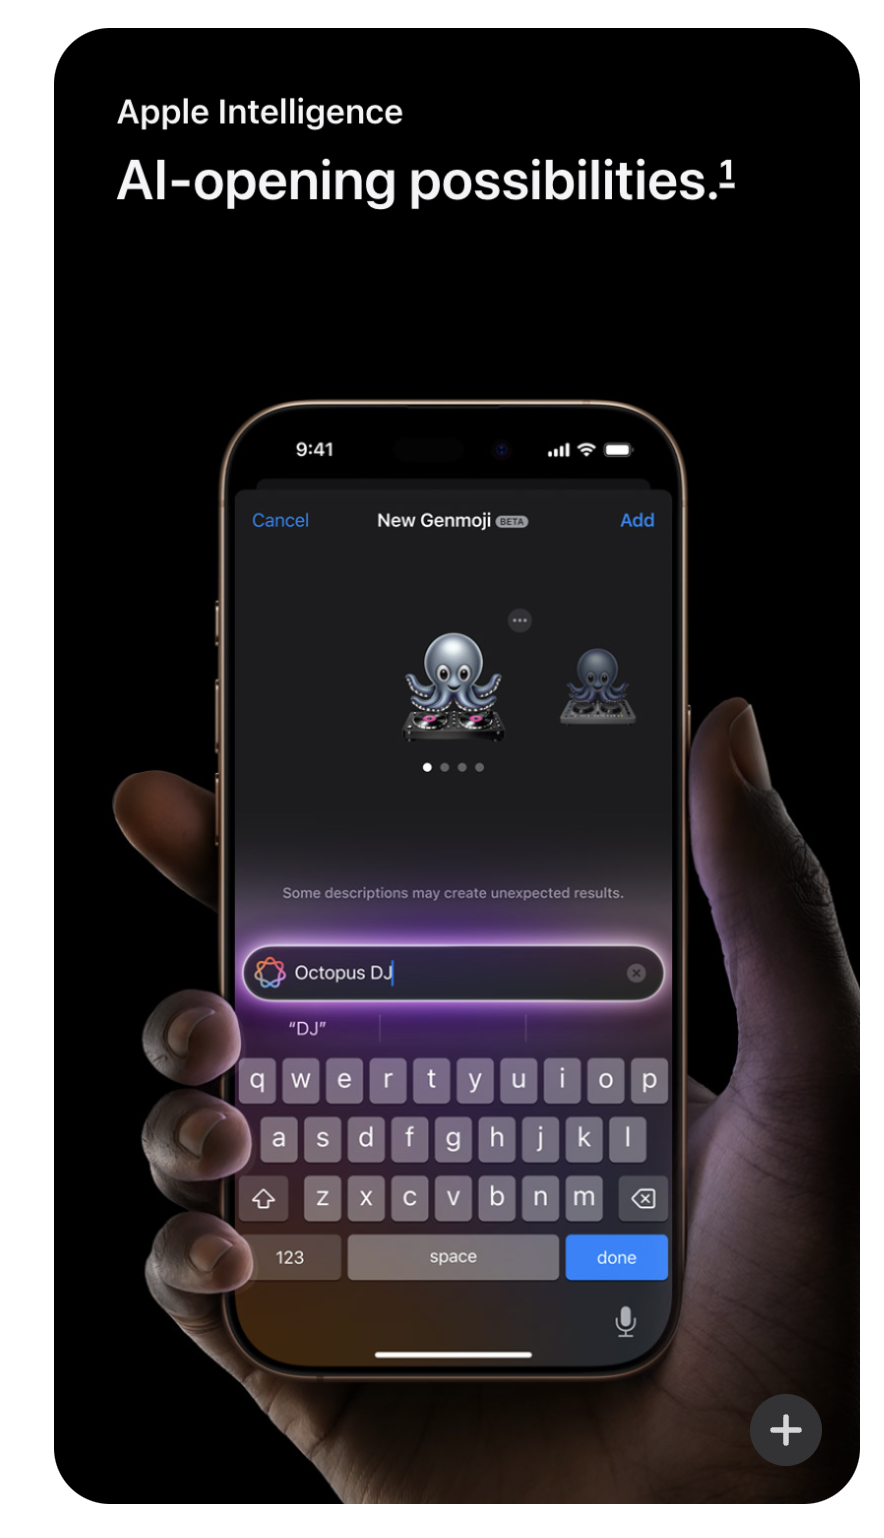 Apple Intelligence
AI-opening possibilities.1
9:41
Cancel New Genmoji BETA Add
Some descriptions may create unexpected results.
Octopus DJ
“DJ”
q w e r t y u i o p
a s d f g h j k l
z x c v b n m
123 space done